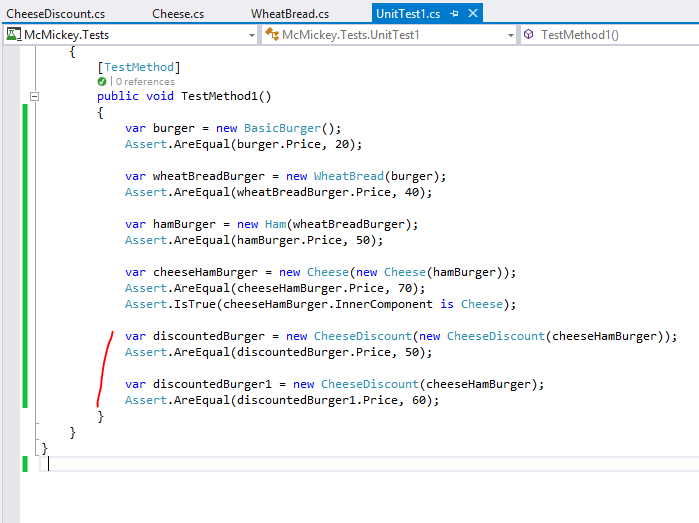 CheeseDiscount.cs Cheese.cs WheatBread.cs UnitTest1.cs
McMickey.Tests McMickey.Tests.UnitTest1 TestMethod1()
{
[TestMethod]
| 0 references
public void TestMethod1()
{
var burger = new BasicBurger();
Assert.AreEqual(burger.Price, 20);
var wheatBreadBurger = new WheatBread(burger);
Assert.AreEqual(wheatBreadBurger.Price, 40);
var hamBurger = new Ham(wheatBreadBurger);
Assert.AreEqual(hamBurger.Price, 50);
var cheeseHamBurger = new Cheese(new Cheese(hamBurger));
Assert.AreEqual(cheeseHamBurger.Price, 70);
Assert.IsTrue(cheeseHamBurger.InnerComponent is Cheese);
var discountedBurger = new CheeseDiscount(new CheeseDiscount(cheeseHamBurger));
Assert.AreEqual(discountedBurger.Price, 50);
var discountedBurger1 = new CheeseDiscount(cheeseHamBurger);
Assert.AreEqual(discountedBurger1.Price, 60);
}
}
}